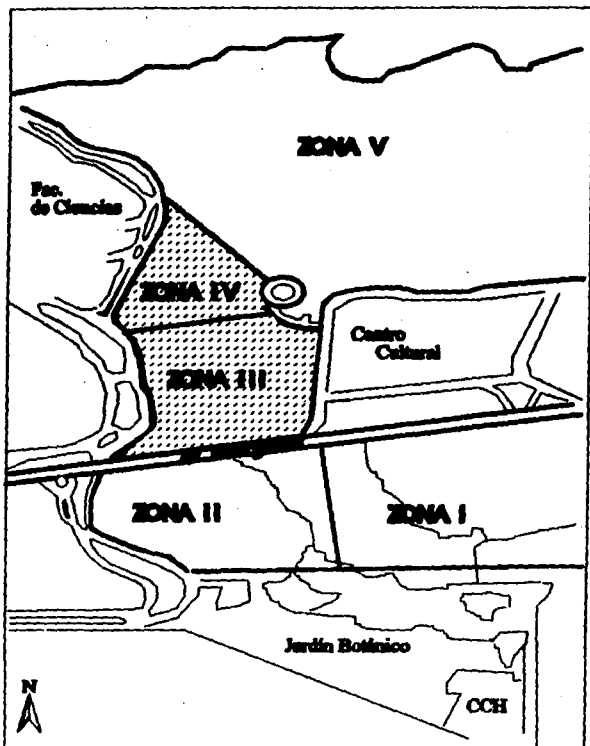 ZONA V
Fac.
de Ciencias
ZONA IV
Centro
Cultural
ZONA III
ZONA II
ZONA I
Jardín Botánico
N
CCH